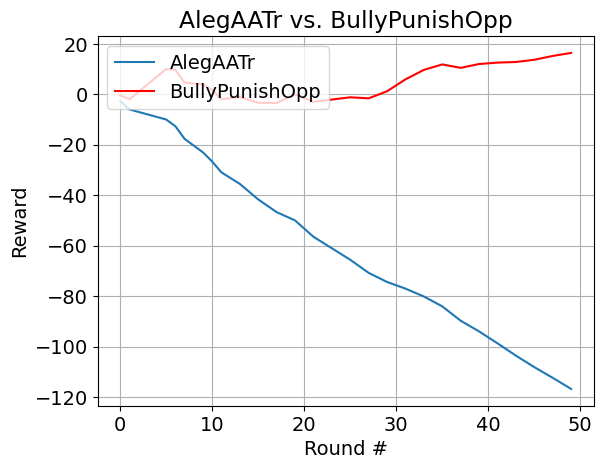 AlegAATr vs. BullyPunishOpp
AlegAATr
BullyPunishOpp
20
0
−20
−40
−60
−80
−100
−120
Reward
0 10 20 30 40 50
Round #